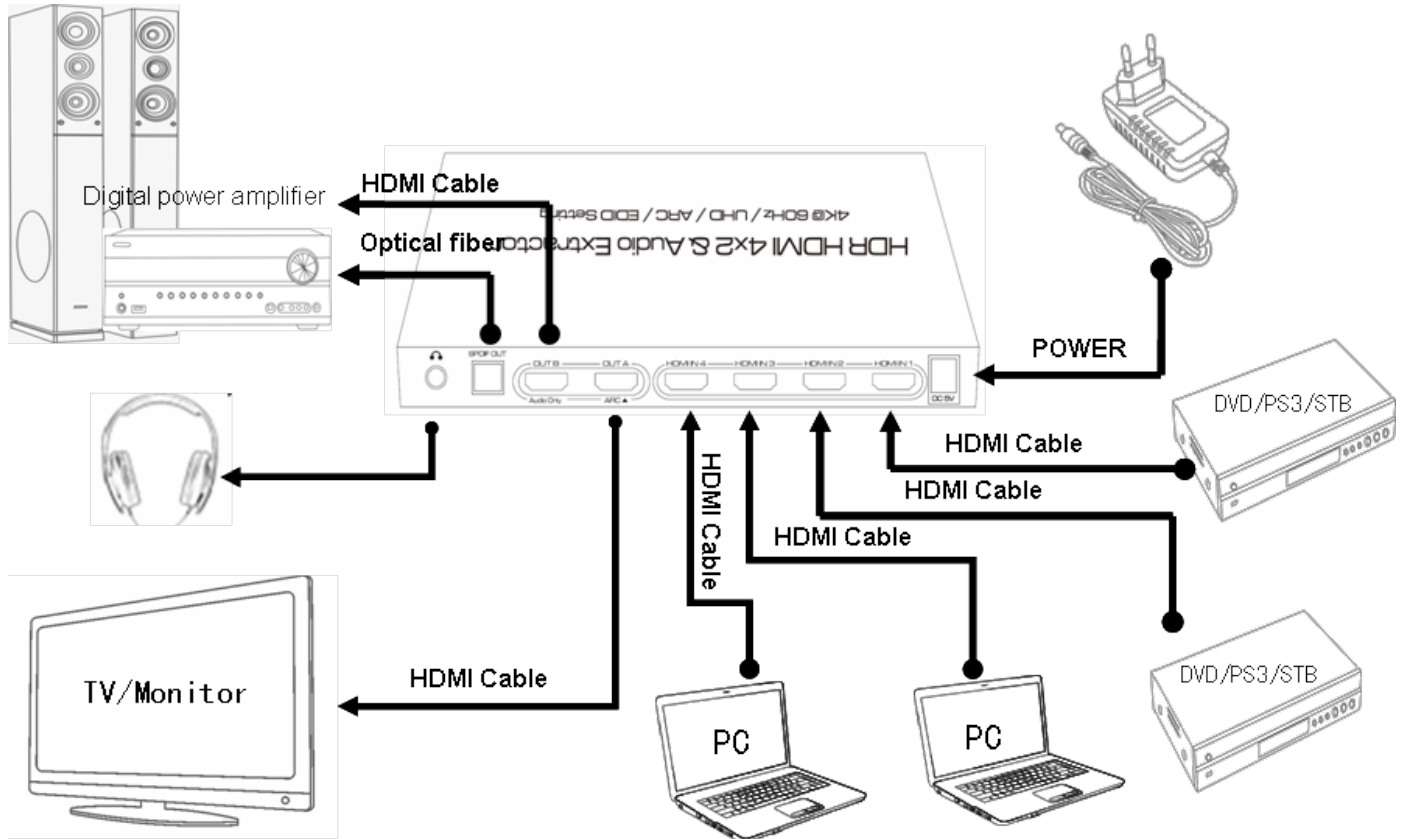 Digital power amplifier
HDMI Cable
Optical fiber
HDR HDMI 4x2 & Audio Extractor
4K@60Hz / UHD / ARC / EDID Setting
SPDIF OUT
OUT B
OUT A
HDMI IN 4
HDMI IN 3
HDMI IN 2
HDMI IN 1
Audio Only
ARC
DC 5V
POWER
DVD/PS3/STB
HDMI Cable
HDMI Cable
HDMI Cable
HDMI Cable
DVD/PS3/STB
TV/Monitor
HDMI Cable
PC
PC